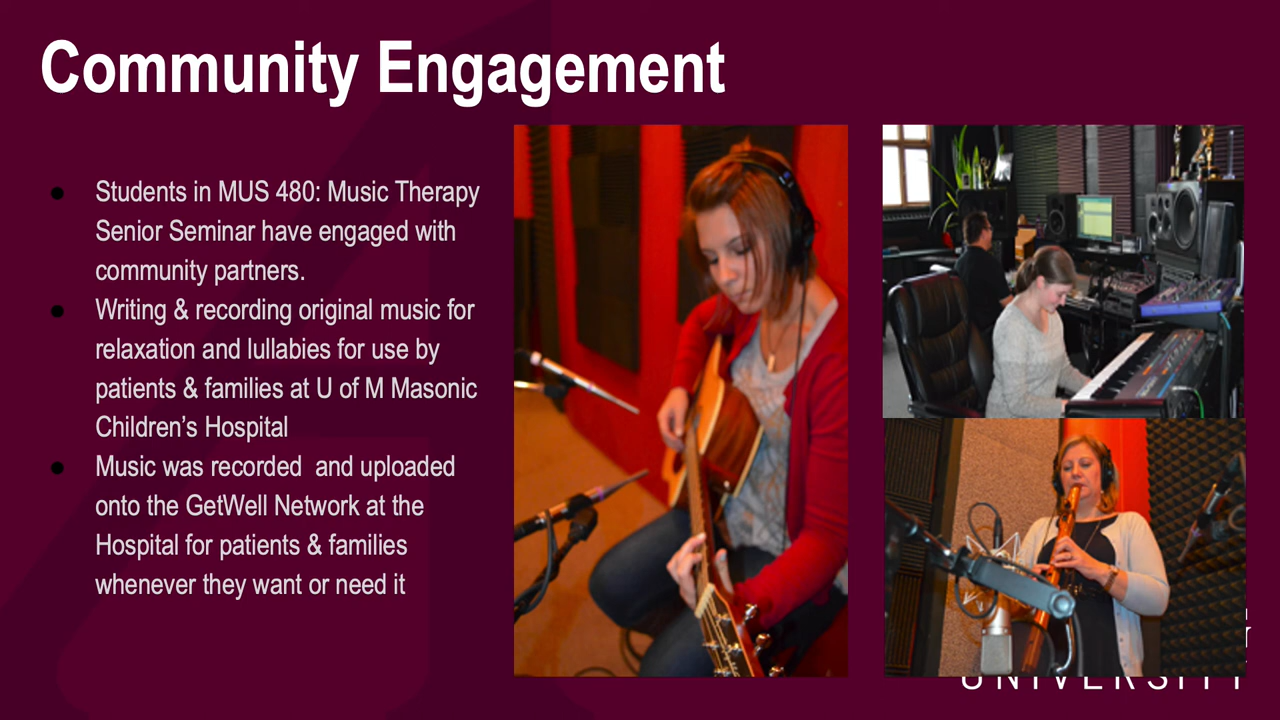 Community Engagement
● Students in MUS 480: Music Therapy
Senior Seminar have engaged with
community partners.
● Writing & recording original music for
relaxation and lullabies for use by
patients & families at U of M Masonic
Children’s Hospital
● Music was recorded  and uploaded
onto the GetWell Network at the
Hospital for patients & families
whenever they want or need it
UNIVERSITY